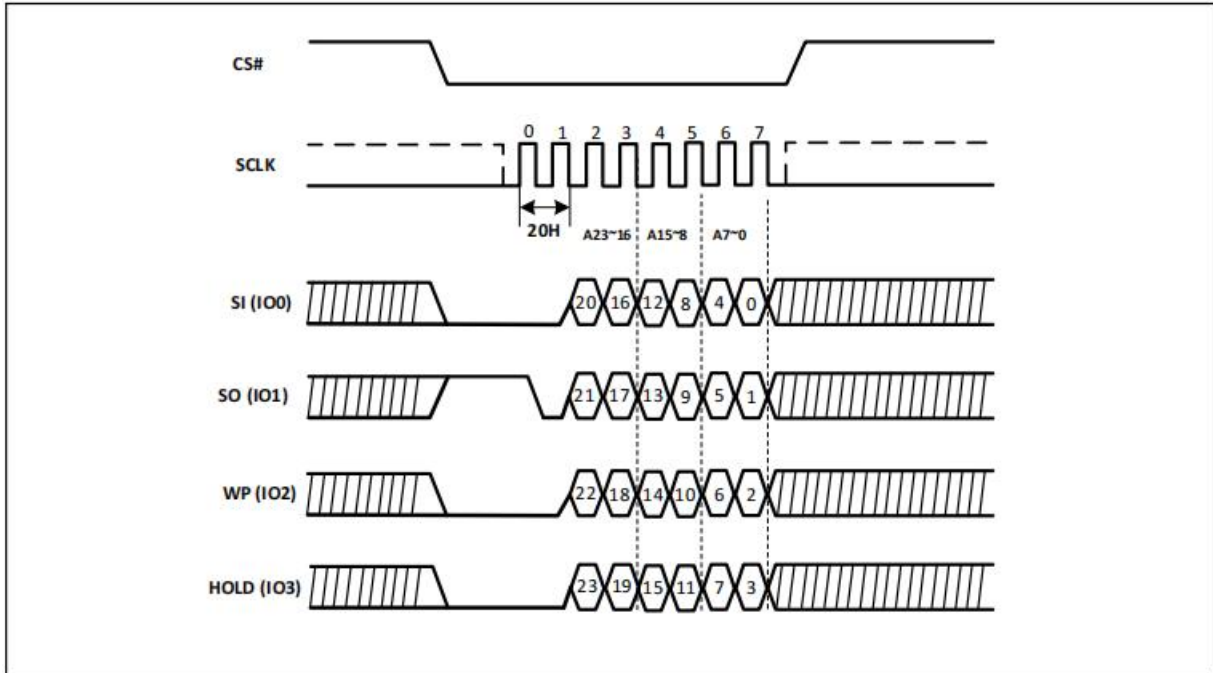 CS#
0 1 2 3 4 5 6 7
SCLK
20H A23~16 A15~8 A7~0
SI (IO0) 20 16 12 8 4 0
SO (IO1) 21 17 13 9 5 1
WP (IO2) 22 18 14 10 6 2
HOLD (IO3) 23 19 15 11 7 3